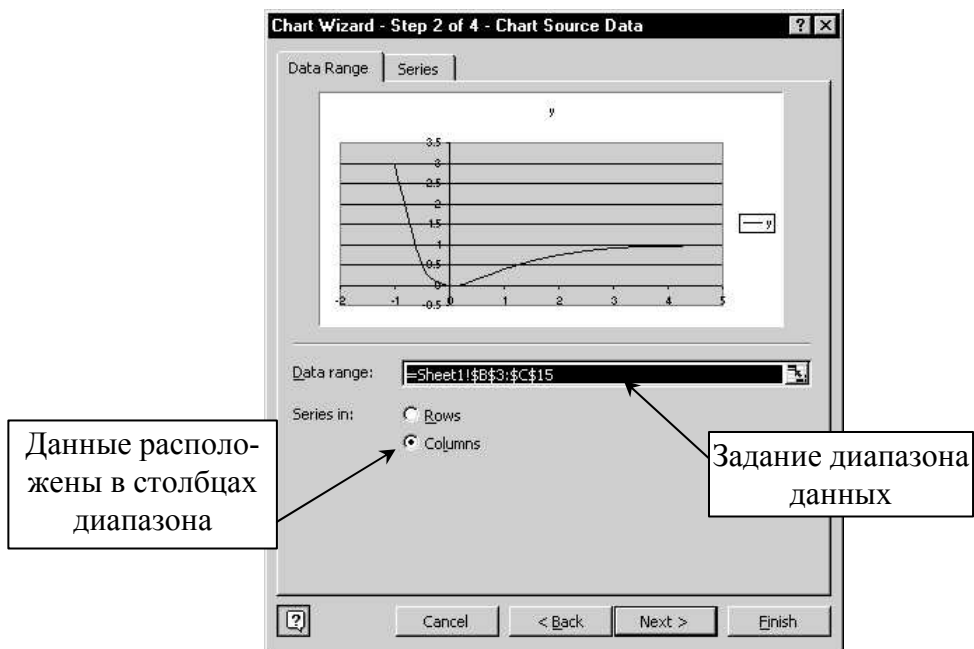 Chart Wizard - Step 2 of 4 - Chart Source Data
Data Range Series
y
3.5
3
2.5
2
1.5
1
0.5
0
-0.5
-2 -1 0 1 2 3 4 5
y
Data range: =Sheet1!$B$3:$C$15
Series in: Rows
Columns
Данные располо-
жены в столбцах
диапазона
Задание диапазона
данных
Cancel < Back Next > Finish